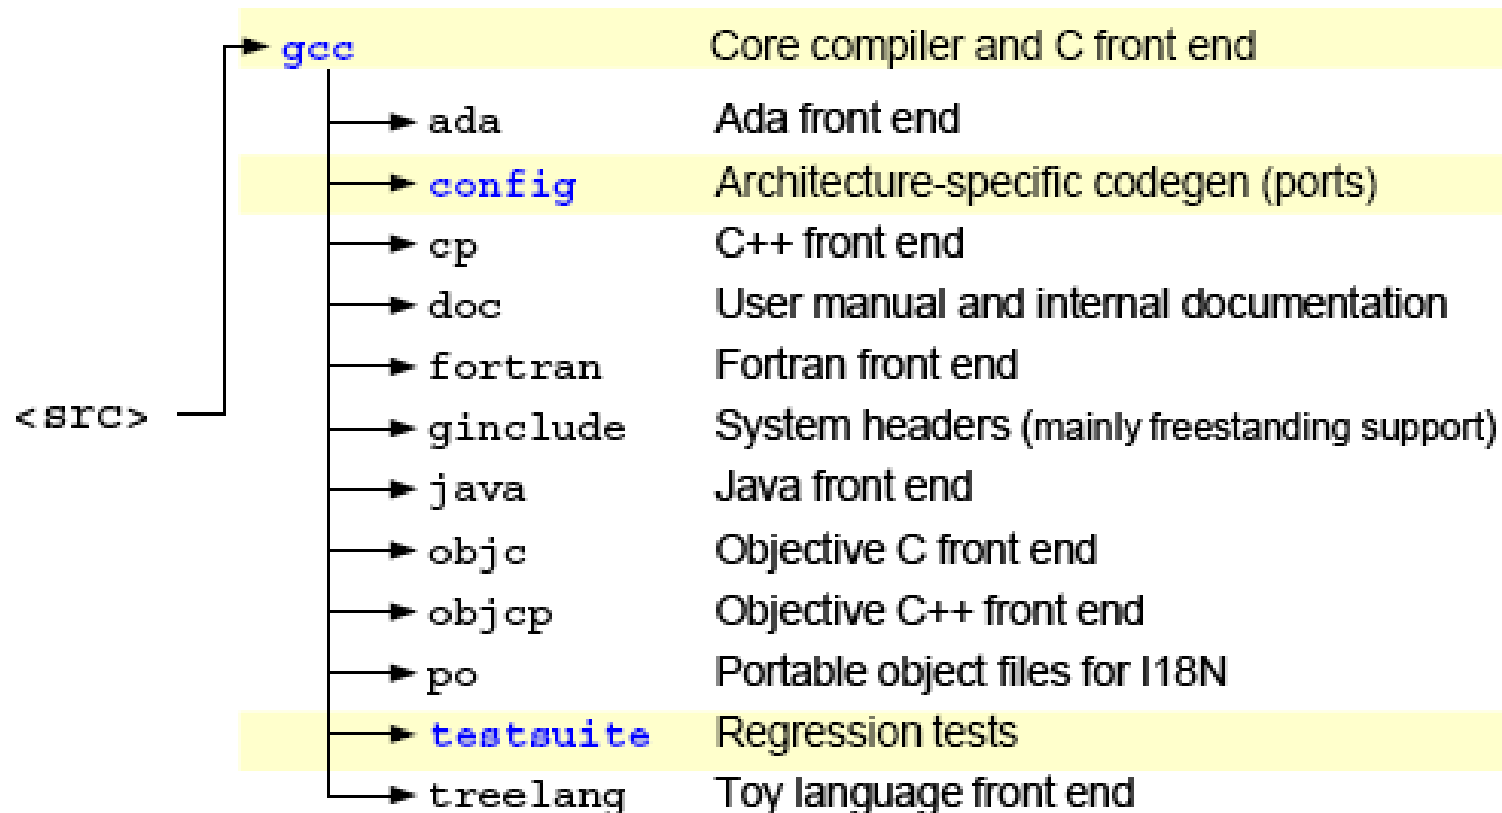 gcc Core compiler and C front end
ada Ada front end
config Architecture-specific codegen (ports)
cp C++ front end
doc User manual and internal documentation
fortran Fortran front end
<src>
ginclude System headers (mainly freestanding support)
java Java front end
objc Objective C front end
objcp Objective C++ front end
po Portable object files for I18N
testsuite Regression tests
treelang Toy language front end